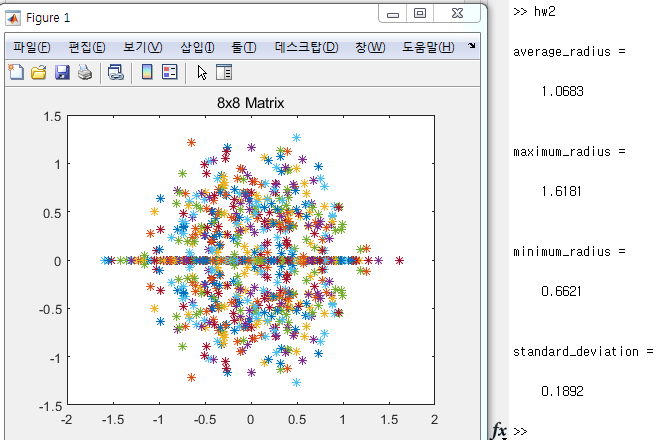 Figure 1
파일(F) 편집(E) 보기(V) 삽입(I) 툴(T) 데스크탑(D) 창(W) 도움말(H)
8x8 Matrix
1.5
1
0.5
0
-0.5
-1
-1.5
-2 -1.5 -1 -0.5 0 0.5 1 1.5 2
>> hw2
average_radius =
1.0683
maximum_radius =
1.6181
minimum_radius =
0.6621
standard_deviation =
0.1892
fx >>